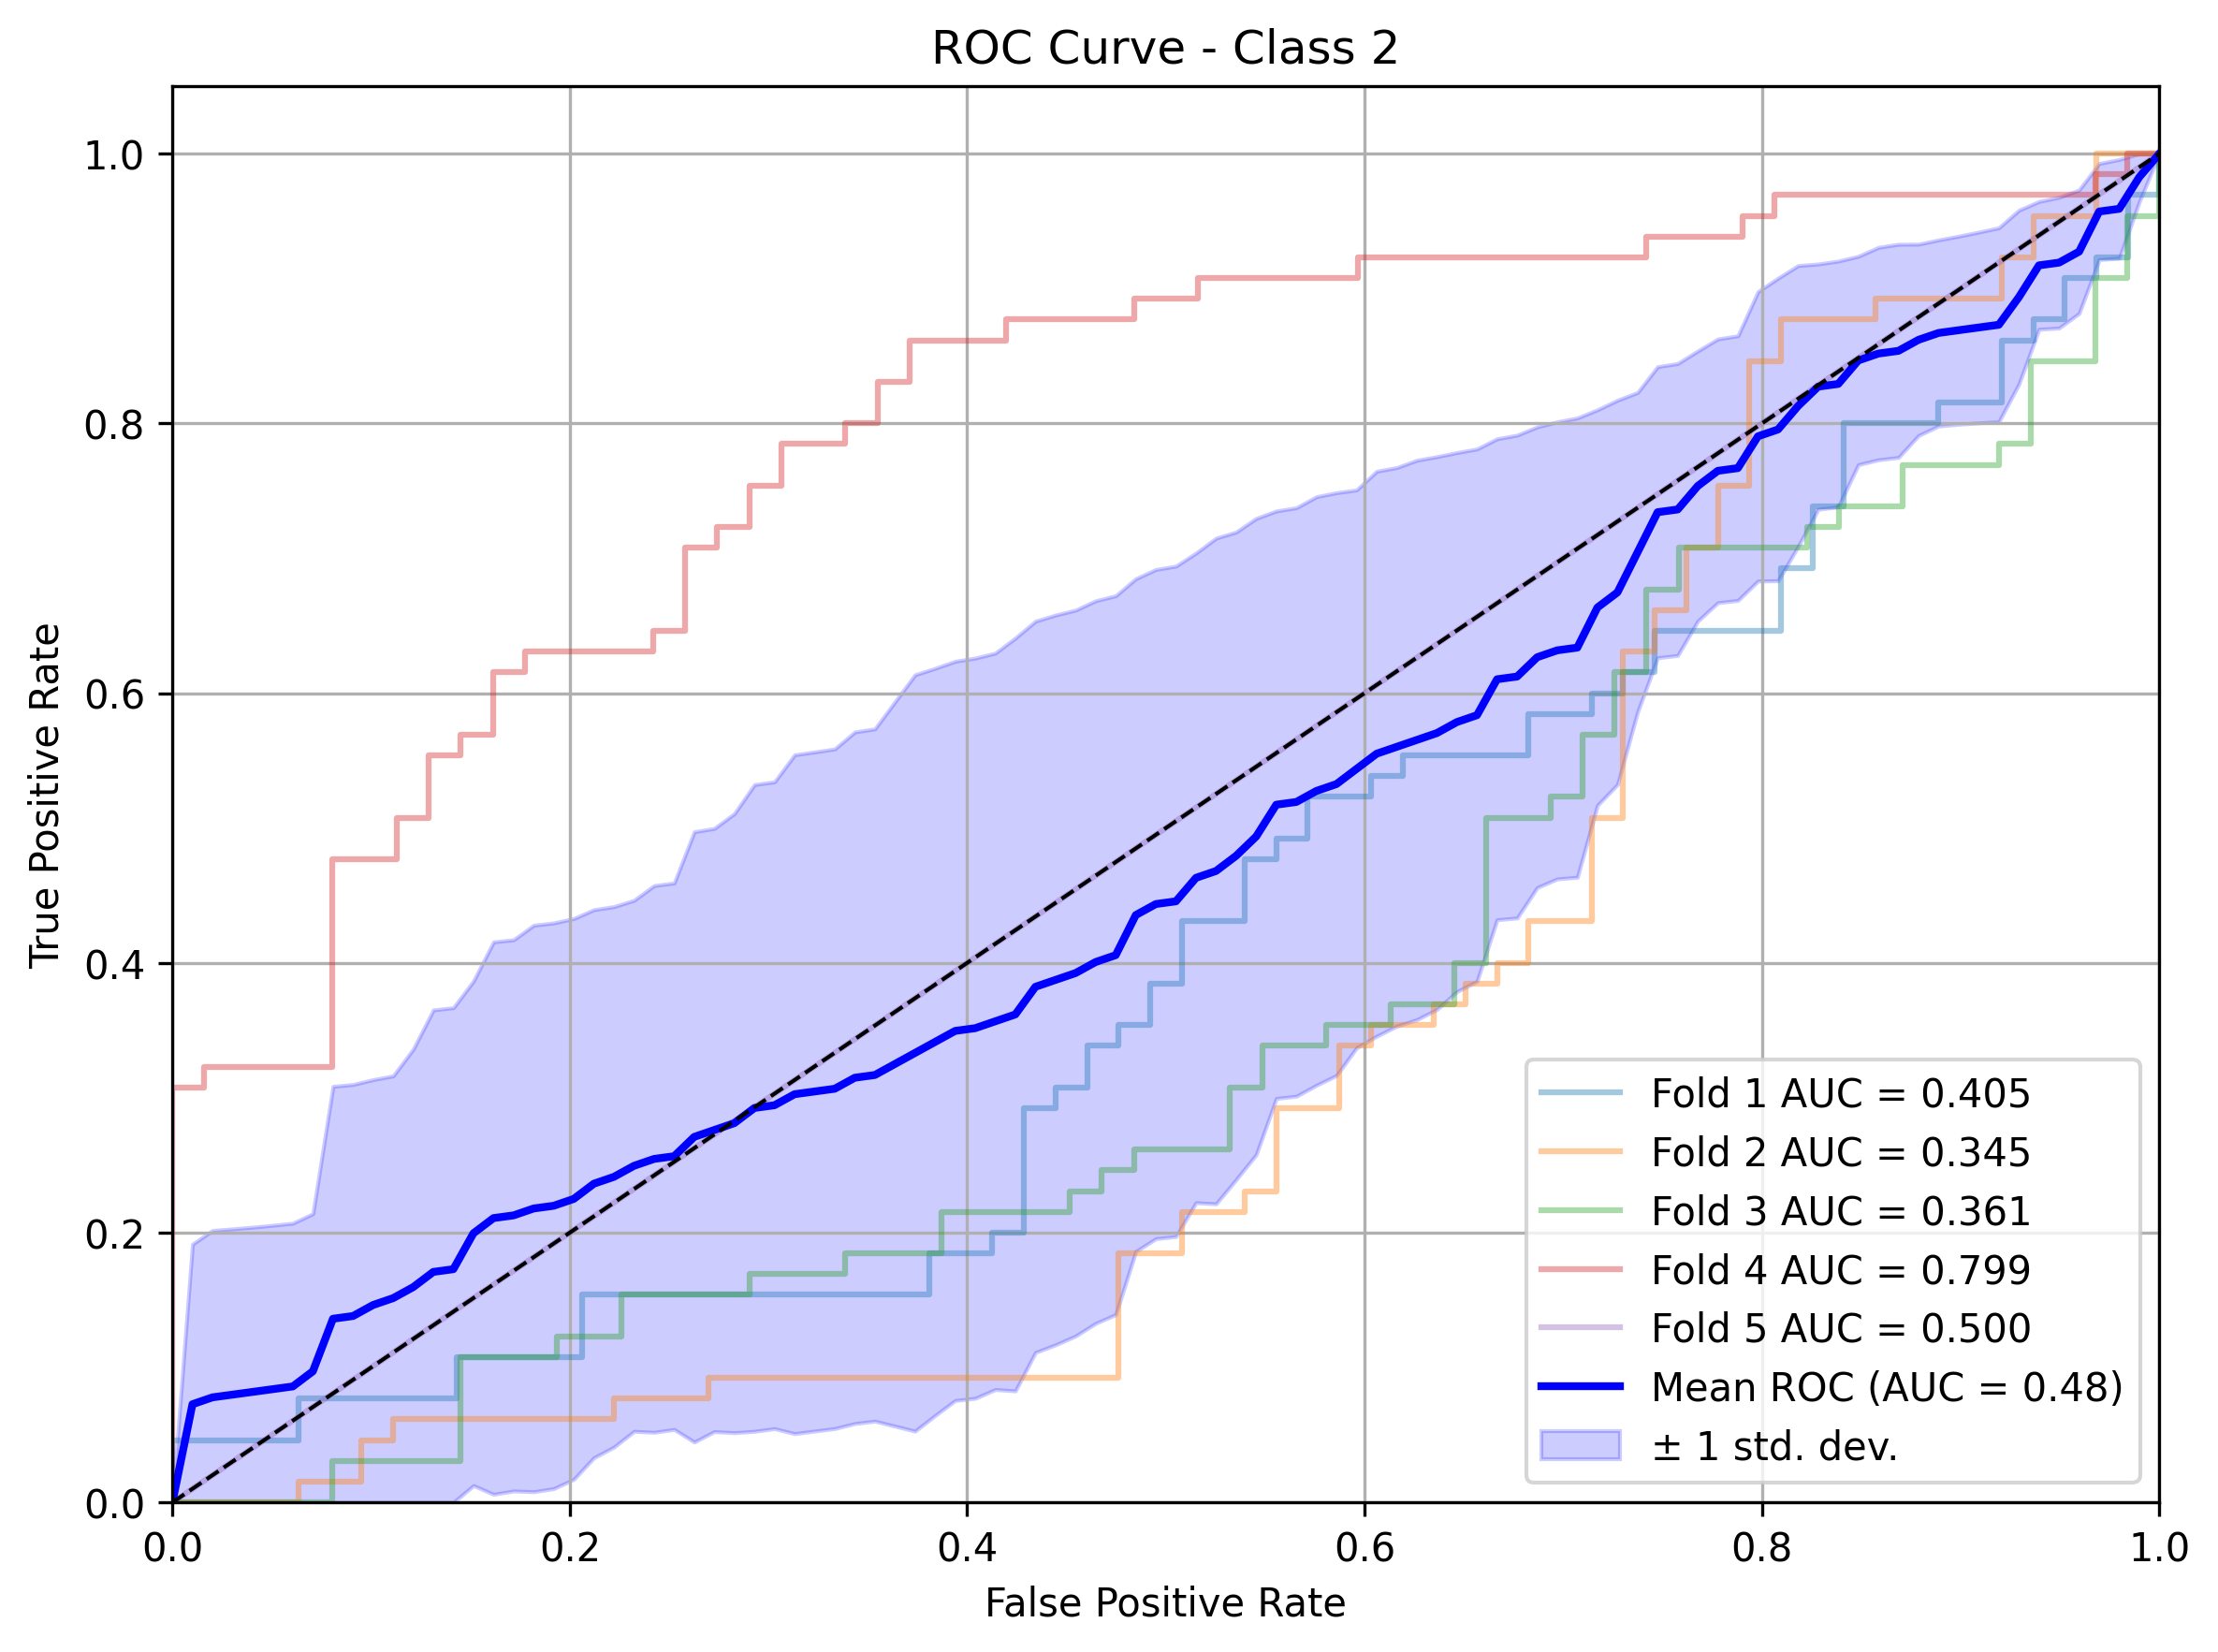 ROC Curve - Class 2
True Positive Rate
1.0
0.8
0.6
0.4
0.2
0.0
0.0 0.2 0.4 0.6 0.8 1.0
False Positive Rate
Fold 1 AUC = 0.405
Fold 2 AUC = 0.345
Fold 3 AUC = 0.361
Fold 4 AUC = 0.799
Fold 5 AUC = 0.500
Mean ROC (AUC = 0.48)
± 1 std. dev.